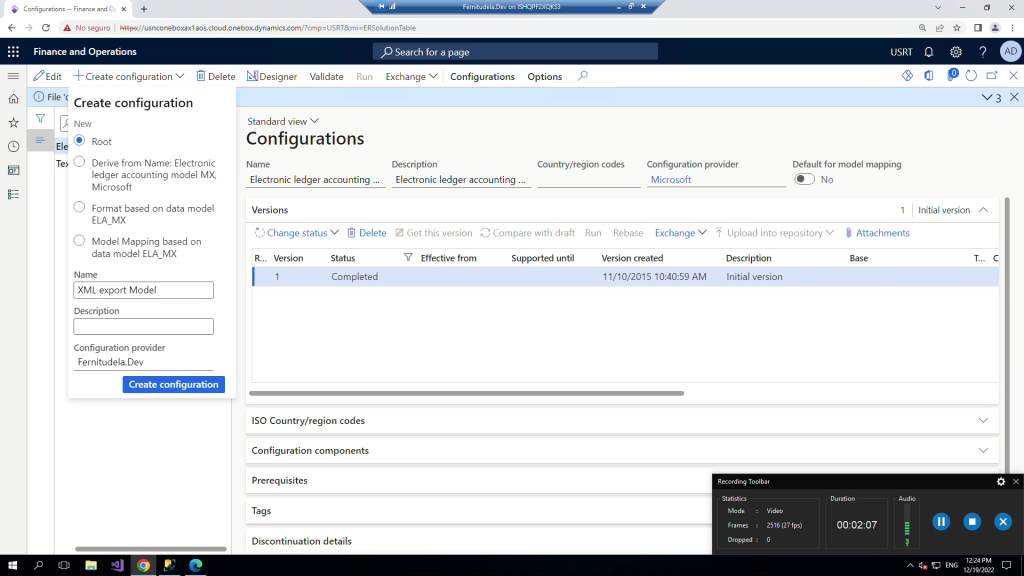 Configurations -- Finance and Op
Fernitudela.Dev on ISHQPF2XQKS3
No seguro
https://usnconeboxax1aos.cloud.onebox.dynamics.com/?cmp=USRT&mi=ERSolutionTable
Finance and Operations
Search for a page
USRT
AD
Edit
Create configuration
Delete
Designer
Validate
Run
Exchange
Configurations
Options
0
File 'c
3
Create configuration
New
Root
Derive from Name: Electronic
ledger accounting model MX,
Microsoft
Format based on data model
ELA_MX
Model Mapping based on
data model ELA_MX
Name
XML export Model
Description
Configuration provider
Fernitudela.Dev
Create configuration
Ele
Tex
Standard view
Configurations
Name
Description
Country/region codes
Configuration provider
Default for model mapping
Electronic ledger accounting ...
Electronic ledger accounting ...
Microsoft
No
Versions
1
Initial version
Change status
Delete
Get this version
Compare with draft
Run
Rebase
Exchange
Upload into repository
Attachments
R...
Version
Status
Effective from
Supported until
Version created
Description
Base
T...
C
1
Completed
11/10/2015 10:40:59 AM
Initial version
ISO Country/region codes
Configuration components
Prerequisites
Tags
Discontinuation details
Recording Toolbar
Statistics
Mode : Video
Frames : 2516 (27 fps)
Dropped : 0
Duration
00:02:07
Audio
ENG
12:24 PM
12/19/2022